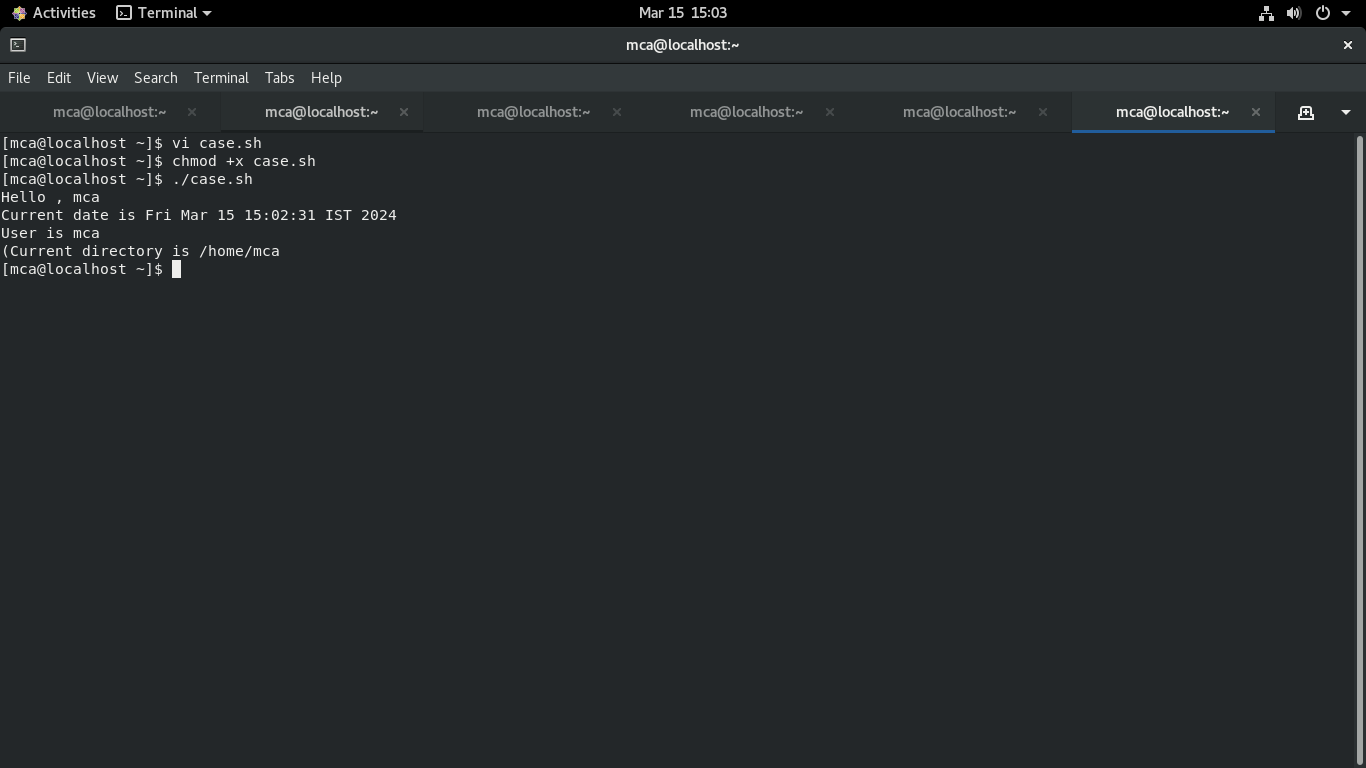 Activities Terminal Mar 15 15:03
mca@localhost:~
File Edit View Search Terminal Tabs Help
mca@localhost:~ mca@localhost:~ mca@localhost:~ mca@localhost:~ mca@localhost:~ mca@localhost:~
[mca@localhost ~]$ vi case.sh
[mca@localhost ~]$ chmod +x case.sh
[mca@localhost ~]$ ./case.sh
Hello , mca
Current date is Fri Mar 15 15:02:31 IST 2024
User is mca
(Current directory is /home/mca
[mca@localhost ~]$